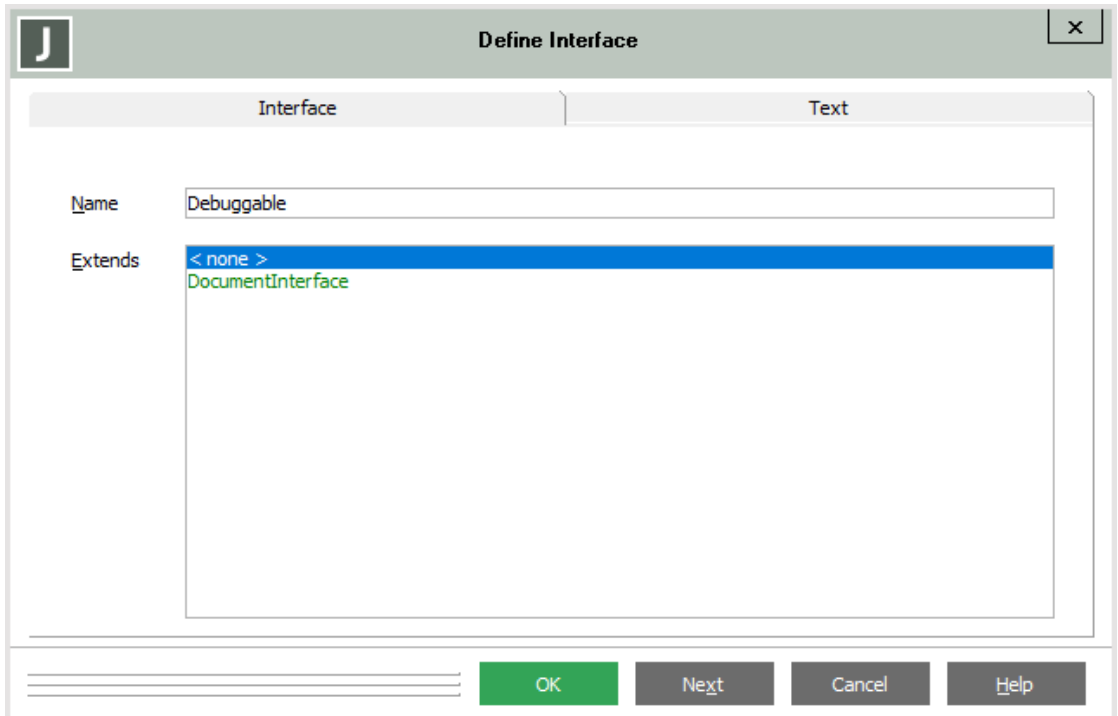 J
Define Interface
x
Interface
Text
Name
Debuggable
Extends
< none >
DocumentInterface
OK
Next
Cancel
Help